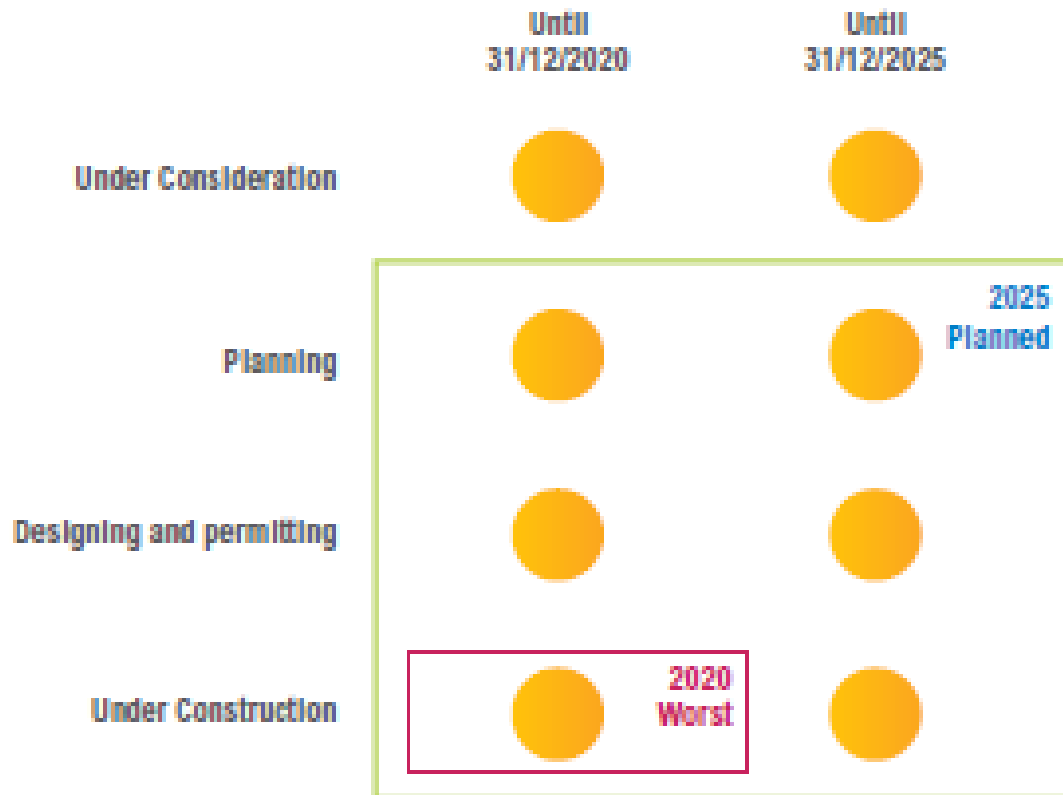 Until
31/12/2020
Until
31/12/2025
Under Consideration
2025
Planned
Planning
Designing and permitting
2020
Worst
Under Construction